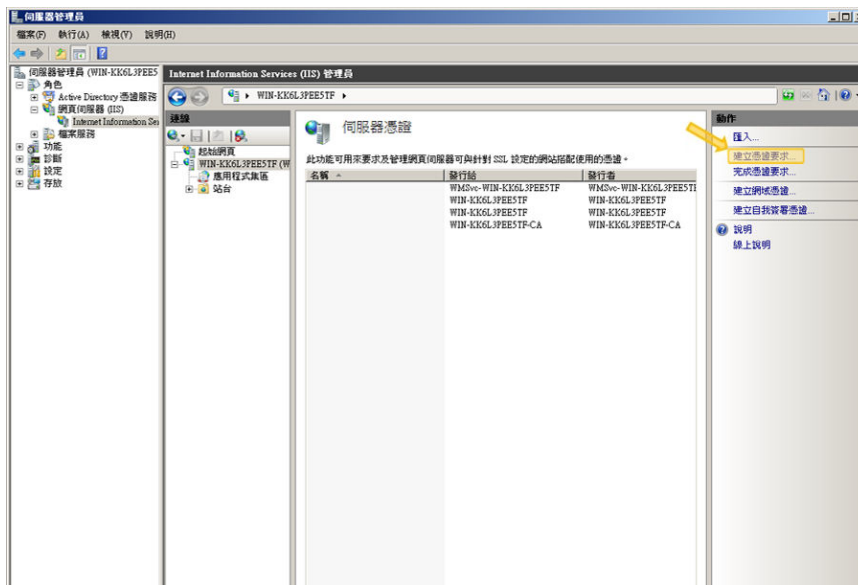 伺服器管理員
檔案(F) 執行(A) 檢視(V) 說明(H)
伺服器管理員 (WIN-KK6L3PEE5
角色
Active Directory 憑證服務
網頁伺服器 (IIS)
Internet Information Ser
檔案服務
功能
診斷
設定
存放
Internet Information Services (IIS) 管理員
WIN-KK6L3PEE5TF
連線
起始網頁
WIN-KK6L3PEE5TF (W
應用程式集區
站台
伺服器憑證
此功能可用來要求及管理網頁伺服器可與針對 SSL 設定的網站搭配使用的憑證。
名稱 發行給 發行者
WMSvc-WIN-KK6L3PEE5TF WMSvc-WIN-KK6L3PEE5TF
WIN-KK6L3PEE5TF WIN-KK6L3PEE5TF
WIN-KK6L3PEE5TF WIN-KK6L3PEE5TF
WIN-KK6L3PEE5TF-CA WIN-KK6L3PEE5TF-CA
動作
匯入...
建立憑證要求...
完成憑證要求...
建立網域憑證...
建立自我簽署憑證...
說明
線上說明